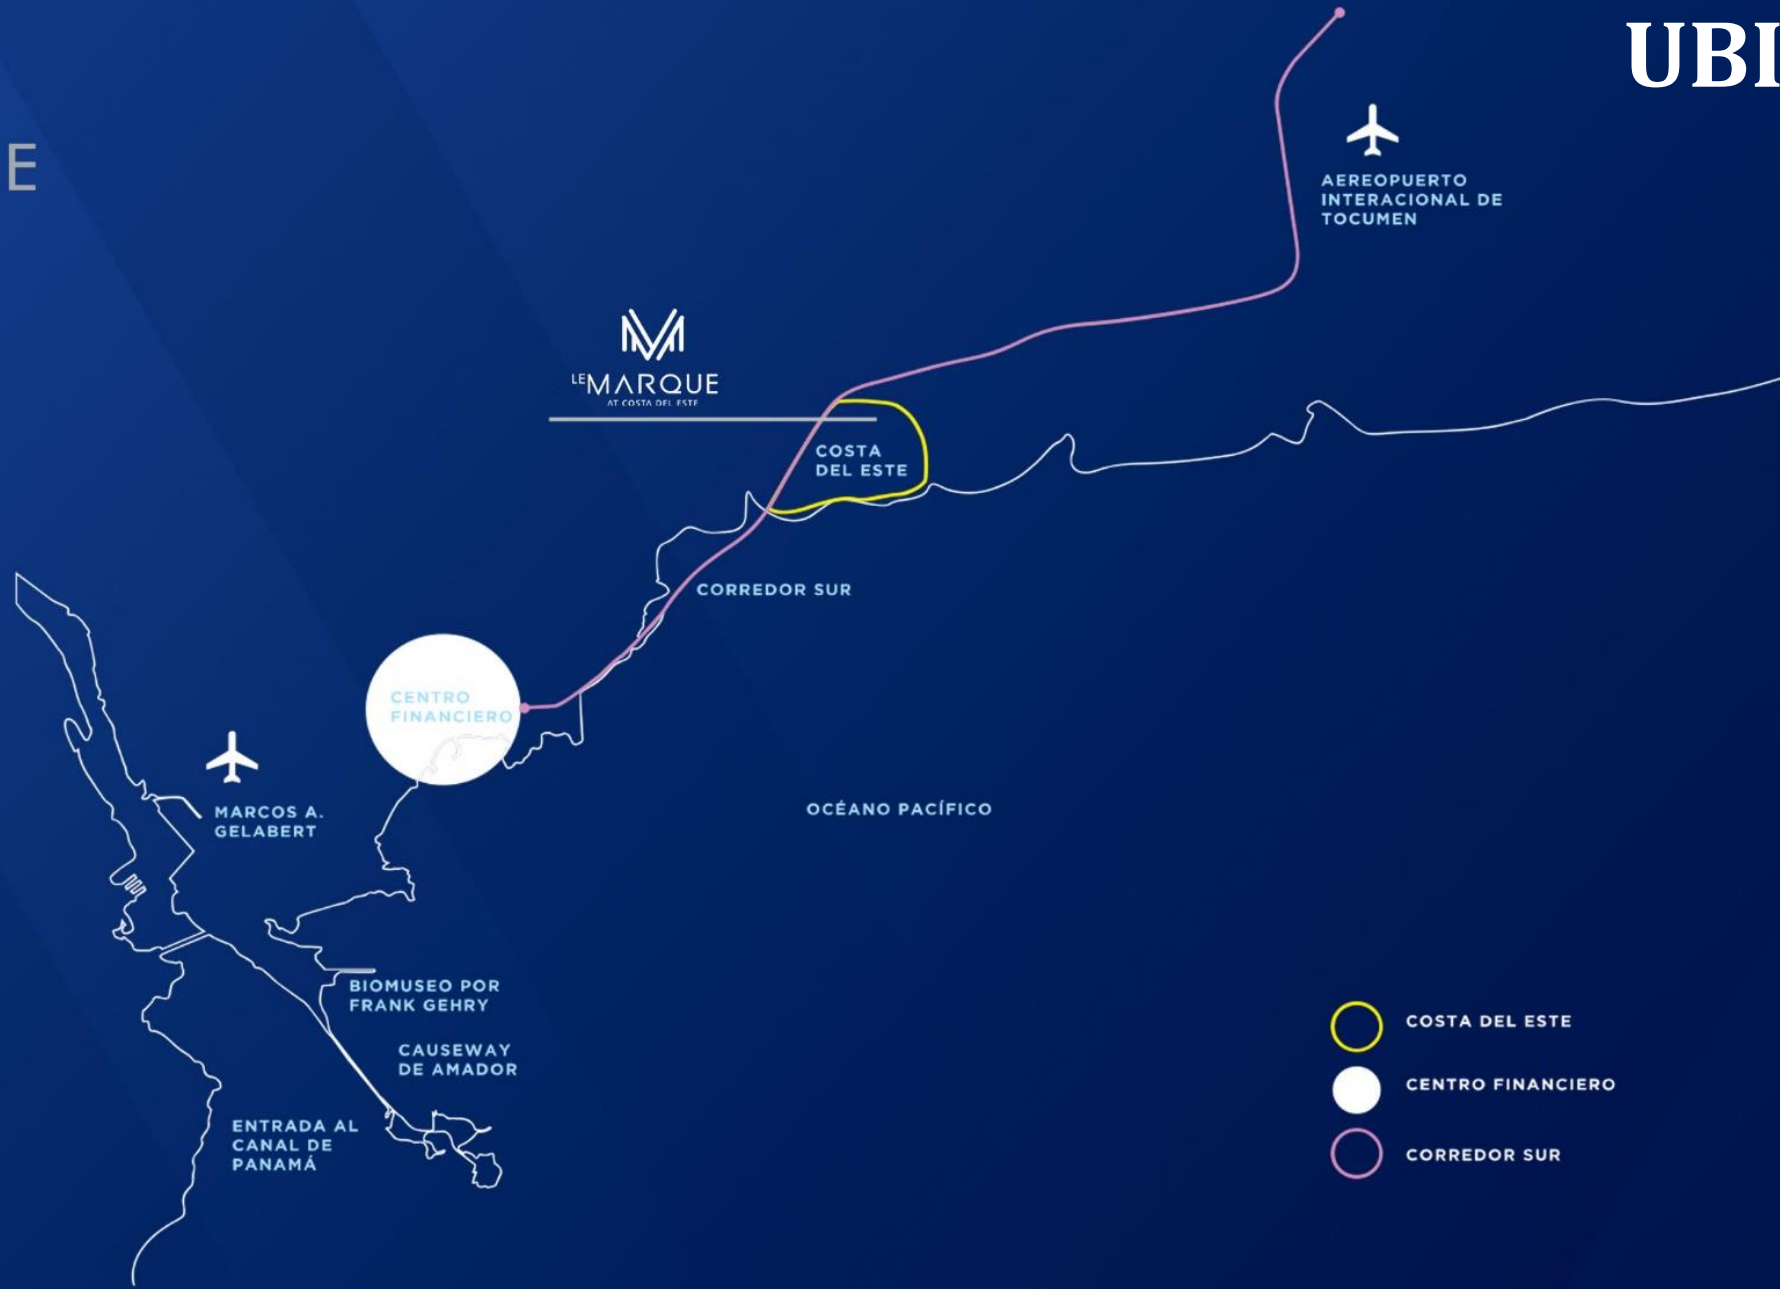 UBI
E
AEREOPUERTO
INTERACIONAL DE
TOCUMEN
LE MARQUE
AT COSTA DEL ESTE
COSTA
DEL ESTE
CORREDOR SUR
CENTRO
FINANCIERO
MARCOS A.
GELABERT
OCÉANO PACÍFICO
BIOMUSEO POR
FRANK GEHRY
CAUSEWAY
DE AMADOR
ENTRADA AL
CANAL DE
PANAMÁ
COSTA DEL ESTE
CENTRO FINANCIERO
CORREDOR SUR